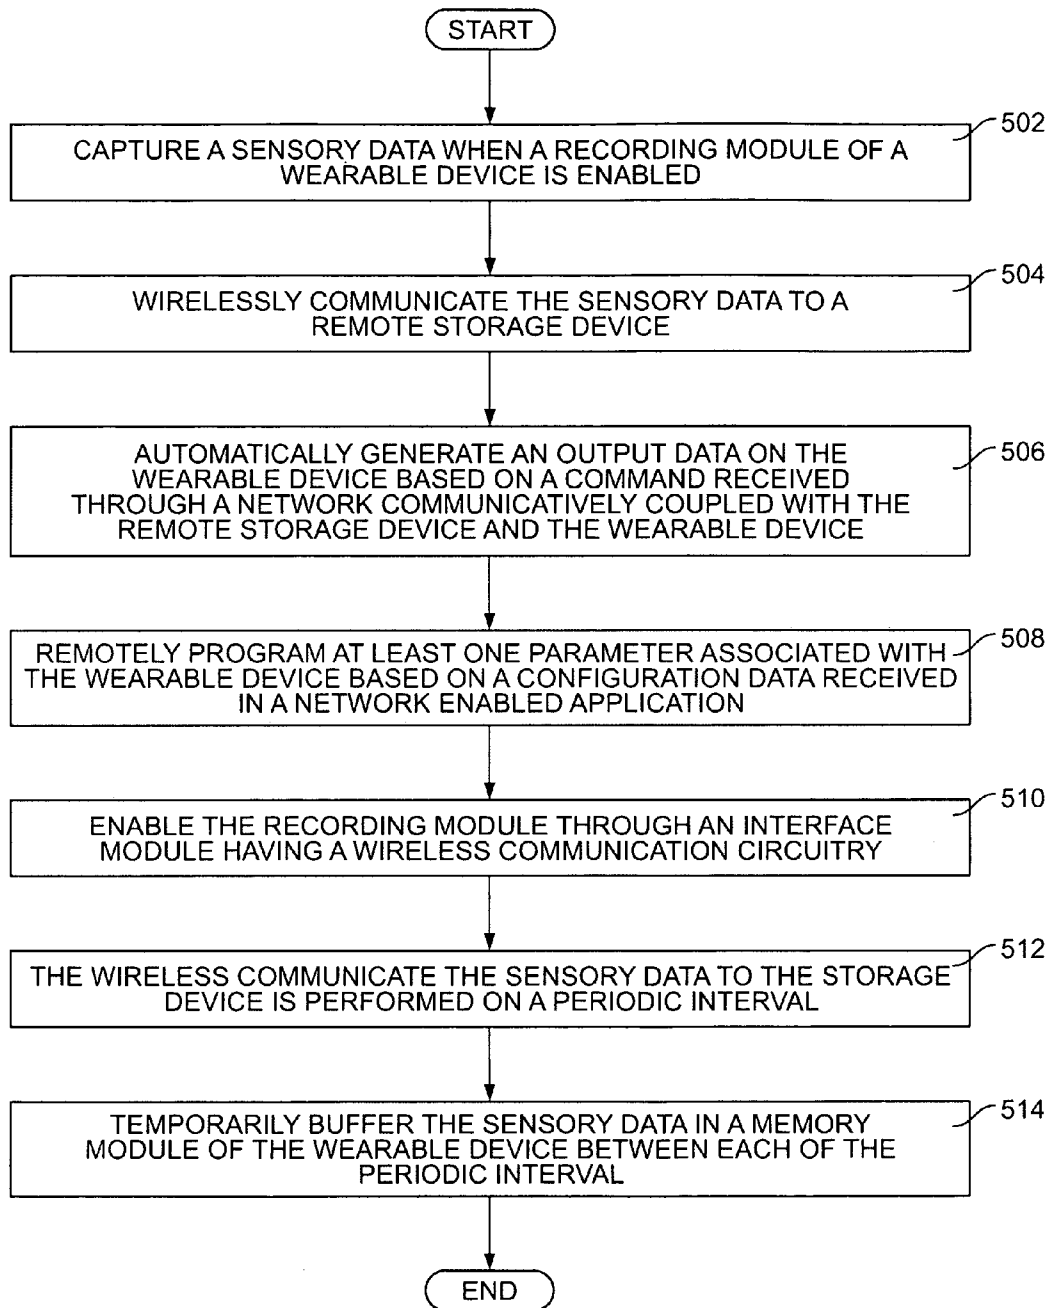 START
502
CAPTURE A SENSORY DATA WHEN A RECORDING MODULE OF A
WEARABLE DEVICE IS ENABLED
504
WIRELESSLY COMMUNICATE THE SENSORY DATA TO A
REMOTE STORAGE DEVICE
506
AUTOMATICALLY GENERATE AN OUTPUT DATA ON THE
WEARABLE DEVICE BASED ON A COMMAND RECEIVED
THROUGH A NETWORK COMMUNICATIVELY COUPLED WITH THE
REMOTE STORAGE DEVICE AND THE WEARABLE DEVICE
508
REMOTELY PROGRAM AT LEAST ONE PARAMETER ASSOCIATED WITH
THE WEARABLE DEVICE BASED ON A CONFIGURATION DATA RECEIVED
IN A NETWORK ENABLED APPLICATION
510
ENABLE THE RECORDING MODULE THROUGH AN INTERFACE
MODULE HAVING A WIRELESS COMMUNICATION CIRCUITRY
512
THE WIRELESS COMMUNICATE THE SENSORY DATA TO THE STORAGE
DEVICE IS PERFORMED ON A PERIODIC INTERVAL
514
TEMPORARILY BUFFER THE SENSORY DATA IN A MEMORY
MODULE OF THE WEARABLE DEVICE BETWEEN EACH OF THE
PERIODIC INTERVAL
END